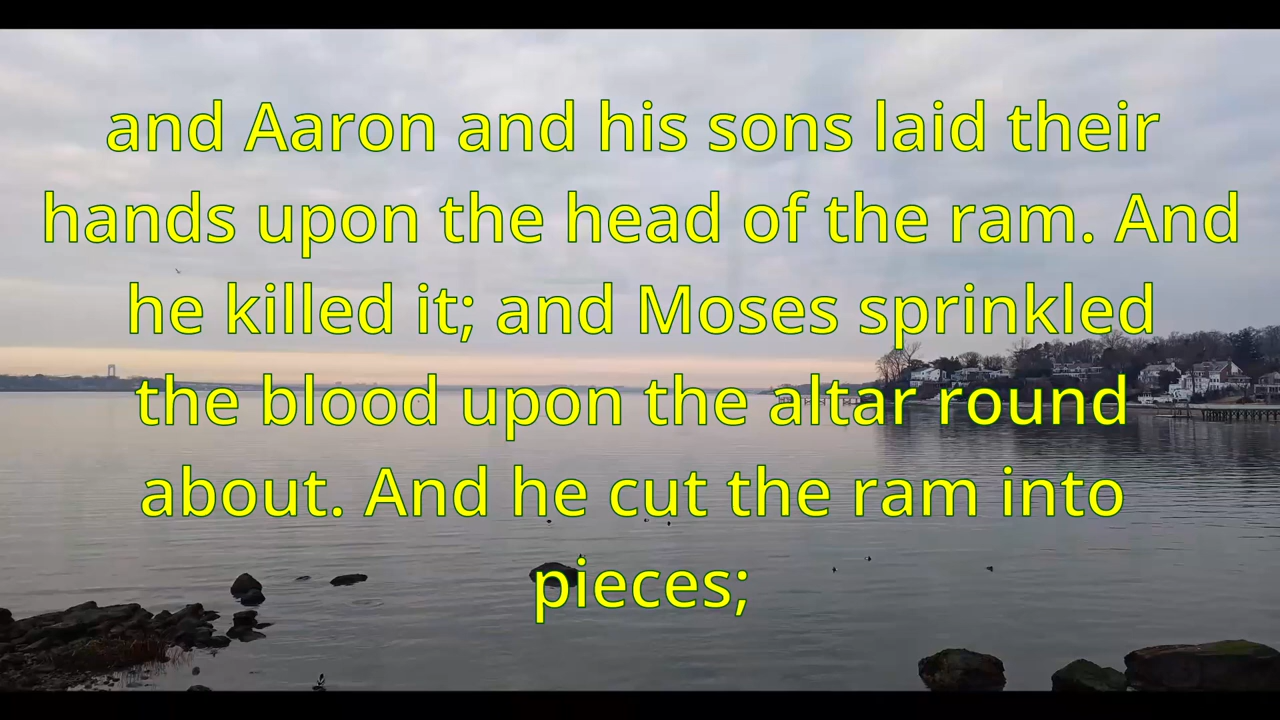 and Aaron and his sons laid their
hands upon the head of the ram. And
he killed it; and Moses sprinkled
the blood upon the altar round
about. And he cut the ram into
pieces;